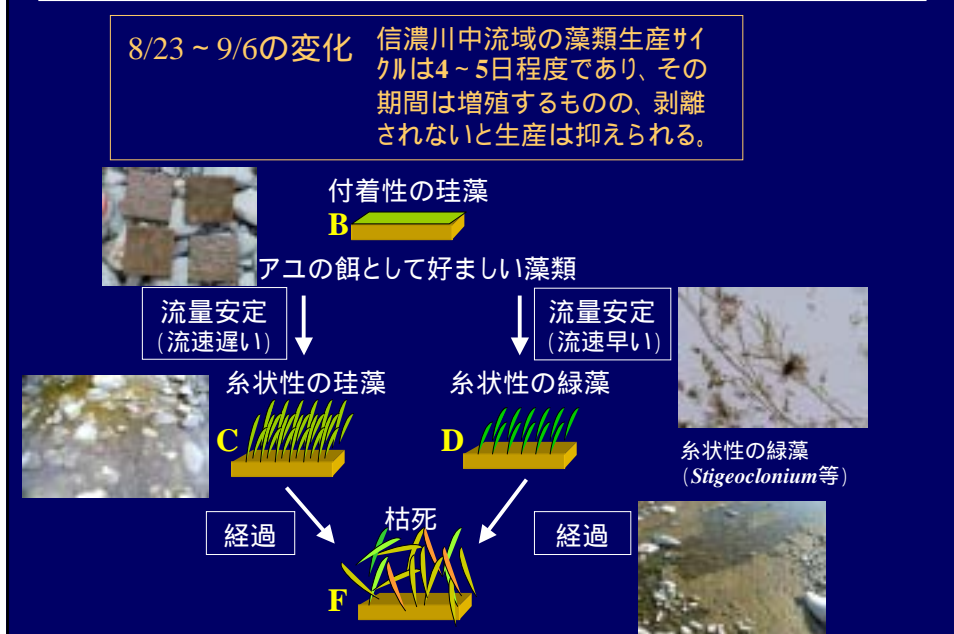 8/23～9/6の変化
信濃川中流域の藻類生産サイ
クルは4～5日程度であり、その
期間は増殖するものの、剥離
されないと生産は抑えられる。
付着性の珪藻
B
アユの餌として好ましい藻類
流量安定
(流速遅い)
流量安定
(流速早い)
糸状性の珪藻
糸状性の緑藻
C
D
糸状性の緑藻
(Stigeoclonium等)
経過
枯死
経過
F